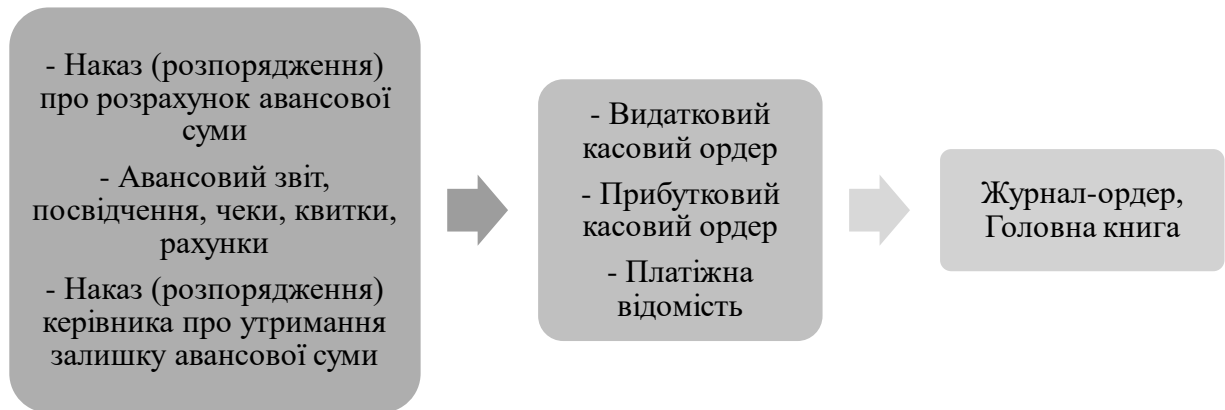 - Наказ (розпорядження)
про розрахунок авансової
суми
- Авансовий звіт,
посвідчення, чеки, квитки,
рахунки
- Наказ (розпорядження)
керівника про утримання
залишку авансової суми
- Видатковий
касовий ордер
- Прибутковий
касовий ордер
- Платіжна
відомість
Журнал-ордер,
Головна книга